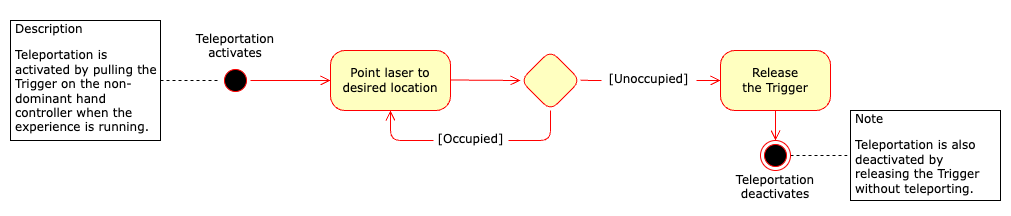 Description
Teleportation is
activated by pulling the
Trigger on the non-
dominant hand
controller when the
experience is running.
Teleportation
activates
Point laser to
desired location
[Occupied]
[Unoccupied]
Release
the Trigger
Teleportation
deactivates
Note
Teleportation is also
deactivated by
releasing the Trigger
without teleporting.